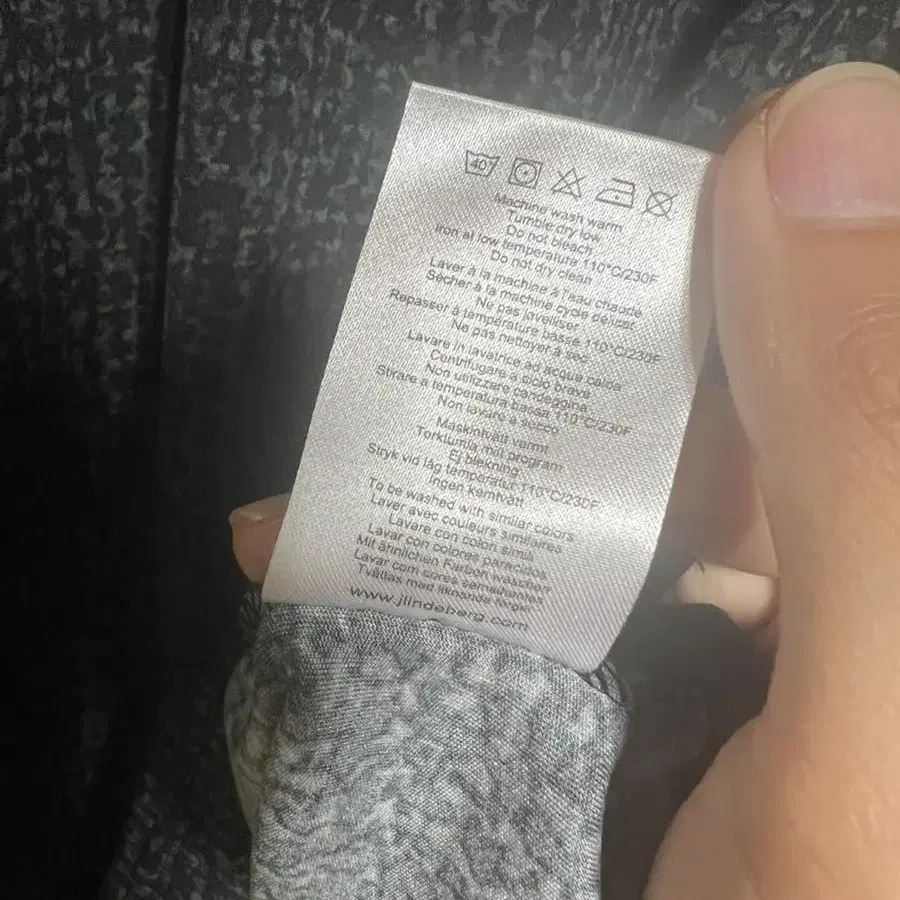 40
Machine wash warm
Tumble dry low
Do not bleach
Iron at low temperature 110°C/230F
Do not dry clean
Laver à la machine à l'eau chaude
Sécher à la machine cycle délicat
Ne pas javelliser
Repasser à température basse 110°C/230F
Ne pas nettoyer à sec
Lavare in lavatrice ad acqua calda
Centrifugare a ciclo breve
Non utilizzare candeggina
Stirare a temperatura bassa 110°C/230F
Non lavare a secco
Maskintvätt varmt
Torktumla milt program
Ej blekning
Stryk vid låg temperatur 110°C/230F
Ingen kemtvätt
To be washed with similar colors
Laver avec couleurs similaires
Lavare con colori simili
Lavar con colores parecidos
Mit ähnlichen Farben waschen
Lavar com cores semelhantes
Tvättas med liknande färger
www.jlindeberg.com